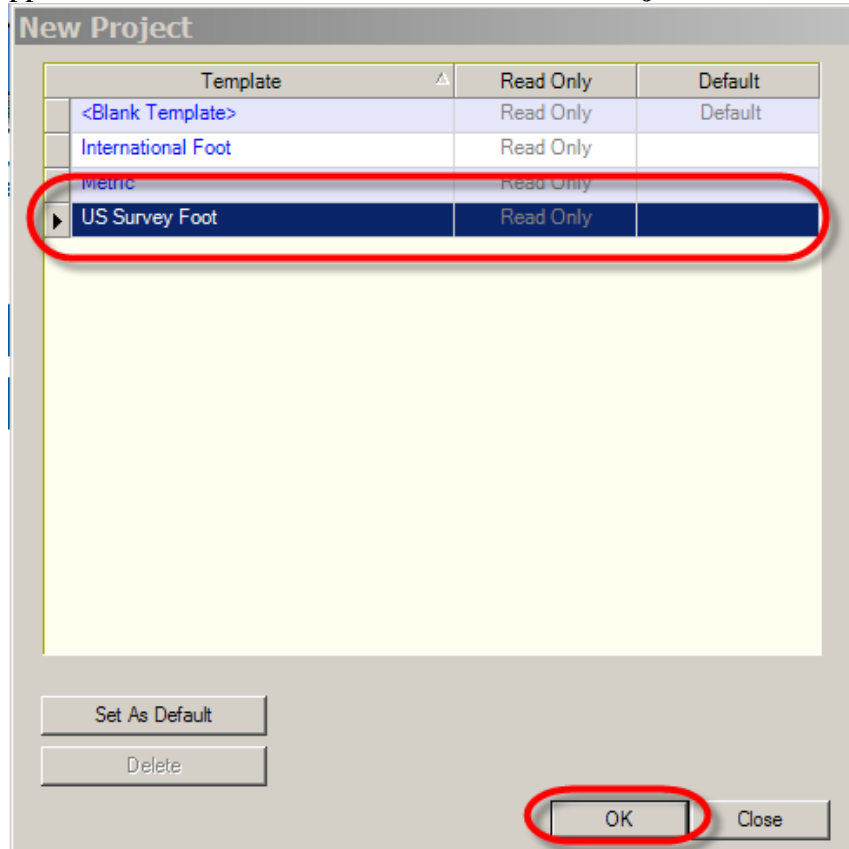 New Project
Template Read Only Default
<Blank Template> Read Only Default
International Foot Read Only
Metric Read Only
US Survey Foot Read Only
Set As Default
Delete
OK Close